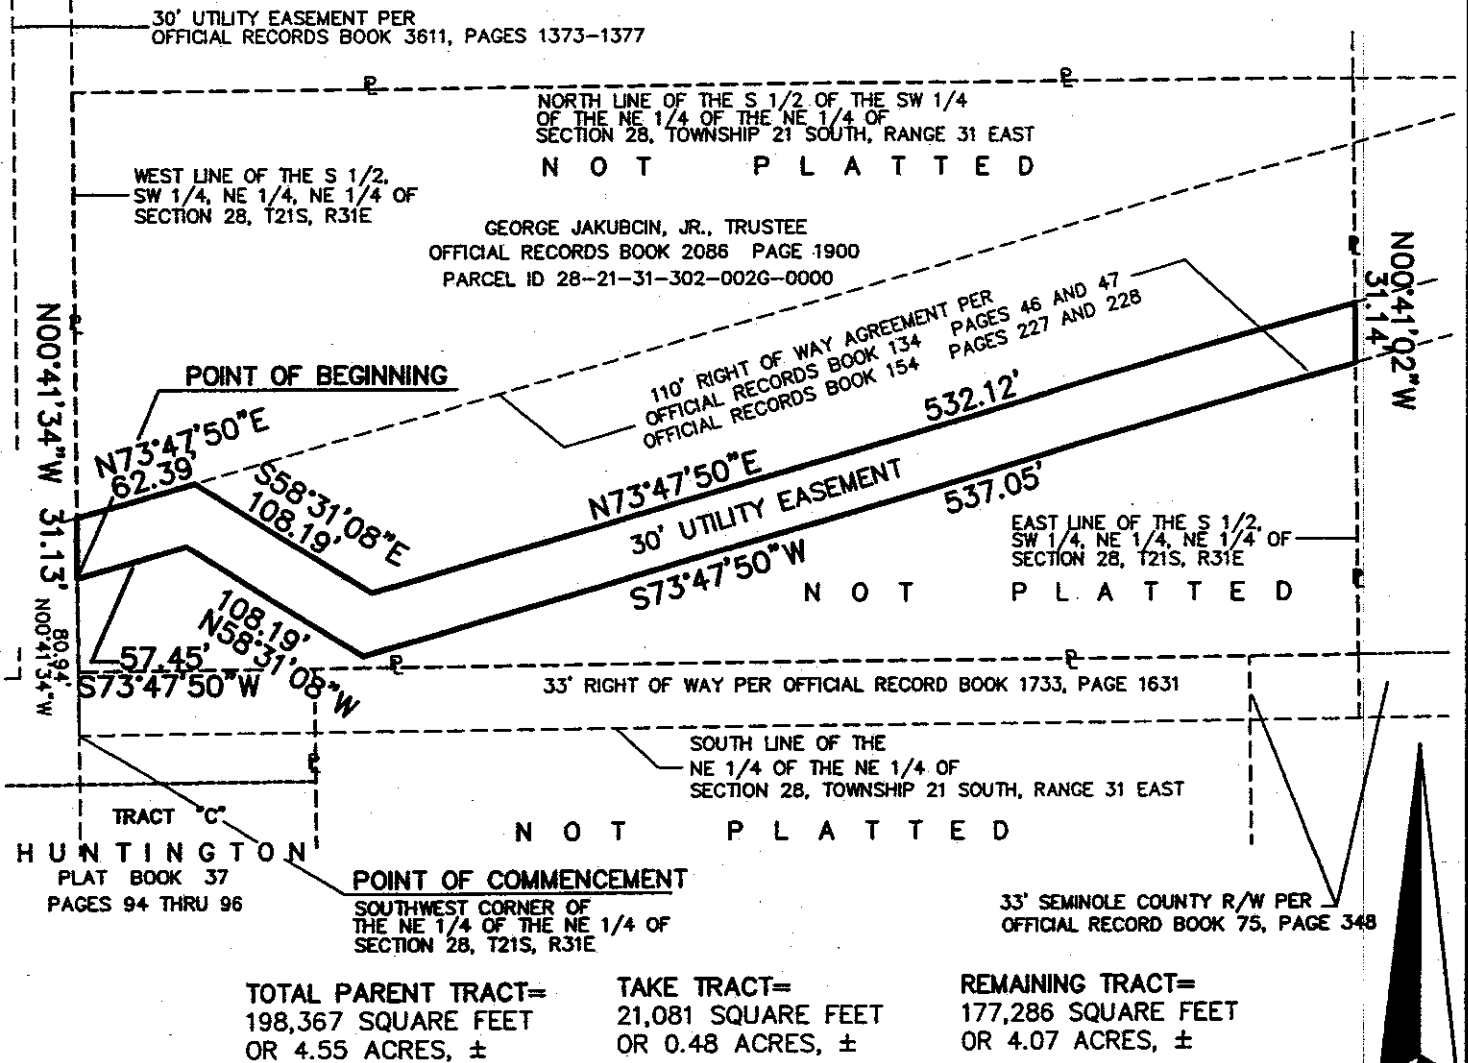 30' UTILITY EASEMENT PER
OFFICIAL RECORDS BOOK 3611, PAGES 1373-1377
NORTH LINE OF THE S 1/2 OF THE SW 1/4
OF THE NE 1/4 OF THE NE 1/4 OF
SECTION 28, TOWNSHIP 21 SOUTH, RANGE 31 EAST
NOT PLATTED
WEST LINE OF THE S 1/2,
SW 1/4, NE 1/4, NE 1/4 OF
SECTION 28, T21S, R31E
GEORGE JAKUBCIN, JR., TRUSTEE
OFFICIAL RECORDS BOOK 2086 PAGE 1900
PARCEL ID 28-21-31-302-002G-0000
N00°41'02"W
31.14'
110' RIGHT OF WAY AGREEMENT PER
OFFICIAL RECORDS BOOK 134 PAGES 46 AND 47
OFFICIAL RECORDS BOOK 154 PAGES 227 AND 228
N00°41'34"W 31.13'
POINT OF BEGINNING
N73°47'50"E
62.39'
S58°31'08"E
108.19'
N73°47'50"E
532.12'
30' UTILITY EASEMENT
537.05'
S73°47'50"W
EAST LINE OF THE S 1/2,
SW 1/4, NE 1/4, NE 1/4 OF
SECTION 28, T21S, R31E
NOT PLATTED
108.19'
N58°31'08"W
57.45'
S73°47'50"W
80.94'
N00°41'34"W
33' RIGHT OF WAY PER OFFICIAL RECORD BOOK 1733, PAGE 1631
SOUTH LINE OF THE
NE 1/4 OF THE NE 1/4 OF
SECTION 28, TOWNSHIP 21 SOUTH, RANGE 31 EAST
TRACT "C"
HUNTINGTON
PLAT BOOK 37
PAGES 94 THRU 96
NOT PLATTED
POINT OF COMMENCEMENT
SOUTHWEST CORNER OF
THE NE 1/4 OF THE NE 1/4 OF
SECTION 28, T21S, R31E
33' SEMINOLE COUNTY R/W PER
OFFICIAL RECORD BOOK 75, PAGE 348
TOTAL PARENT TRACT=
198,367 SQUARE FEET
OR 4.55 ACRES, ±
TAKE TRACT=
21,081 SQUARE FEET
OR 0.48 ACRES, ±
REMAINING TRACT=
177,286 SQUARE FEET
OR 4.07 ACRES, ±